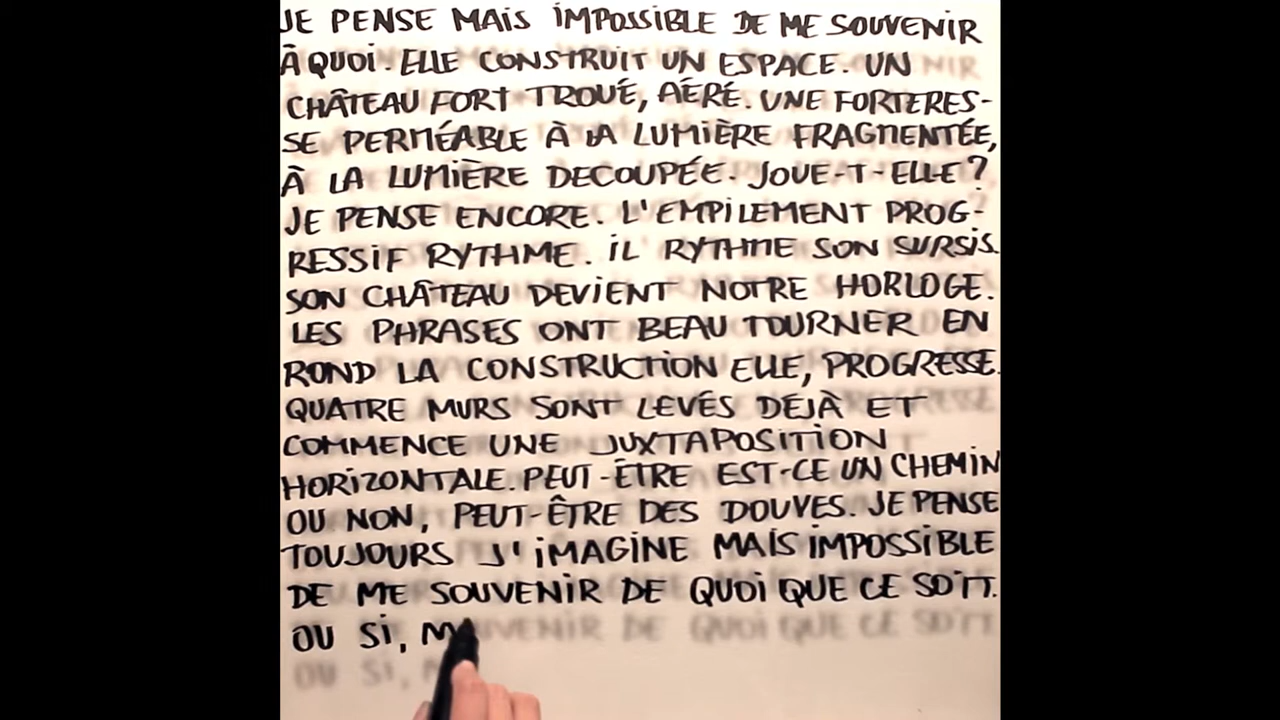 JE PENSE MAIS IMPOSSIBLE DE ME SOUVENIR
À QUOI. ELLE CONSTRUIT UN ESPACE. UN
CHÂTEAU FORT TROUÉ, AÉRÉ. UNE FORTERES-
SE PERMÉABLE À LA LUMIÈRE FRAGMENTÉE,
À LA LUMIÈRE DECOUPÉE. JOUE-T-ELLE?
JE PENSE ENCORE. L'EMPILEMENT PROG-
RESSIF RYTHME. IL RYTHME SON SURSIS.
SON CHÂTEAU DEVIENT NOTRE HORLOGE.
LES PHRASES ONT BEAU TOURNER EN
ROND LA CONSTRUCTION ELLE, PROGRESSE.
QUATRE MURS SONT LEVÉS DÉJÀ ET
COMMENCE UNE JUXTAPOSITION
HORIZONTALE. PEUT-ÊTRE EST-CE UN CHEMIN
OU NON, PEUT-ÊTRE DES DOUVES. JE PENSE
TOUJOURS J'IMAGINE MAIS IMPOSSIBLE
DE ME SOUVENIR DE QUOI QUE CE SOIT.
OU SI, M